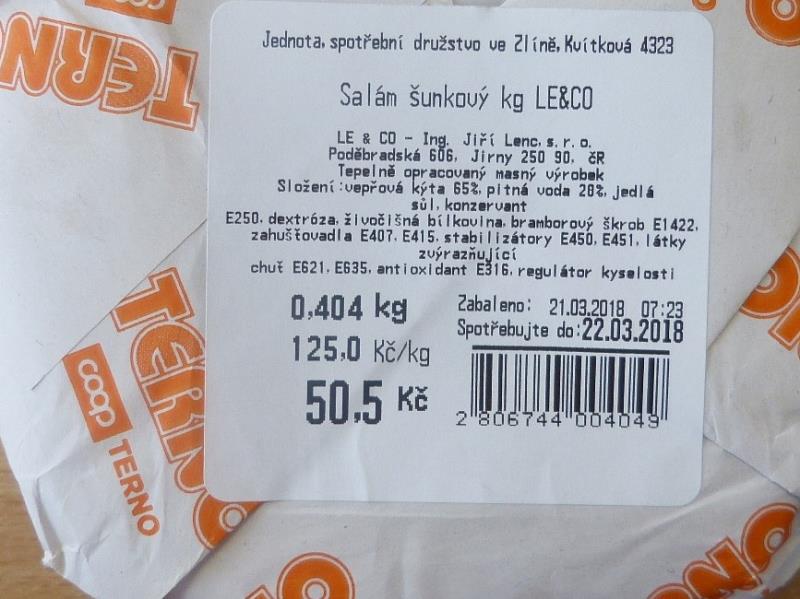 COOP
TERNO
Jednota, spotřební družstvo ve Zlíně, Kvítková 4323
Salám šunkový kg LE&CO
LE & CO - Ing. Jiří Lenc, s. r. o.
Poděbradská 606, Jirny 250 90, ČR
Tepelně opracovaný masný výrobek
Složení:vepřová kýta 65%, pitná voda 20%, jedlá
sůl, konzervant
E250, dextróza, živočišná bílkovina, bramborový škrob E1422,
zahušťovadla E407, E415, stabilizátory E450, E451, látky
zvýrazňující
chuť E621, E635, antioxidant E316, regulátor kyselosti
0,404 kg
125,0 Kč/kg
50,5 Kč
Zabaleno: 21.03.2018 07:23
Spotřebujte do:22.03.2018
2 806744 004049
TERNO
coop
TERNO